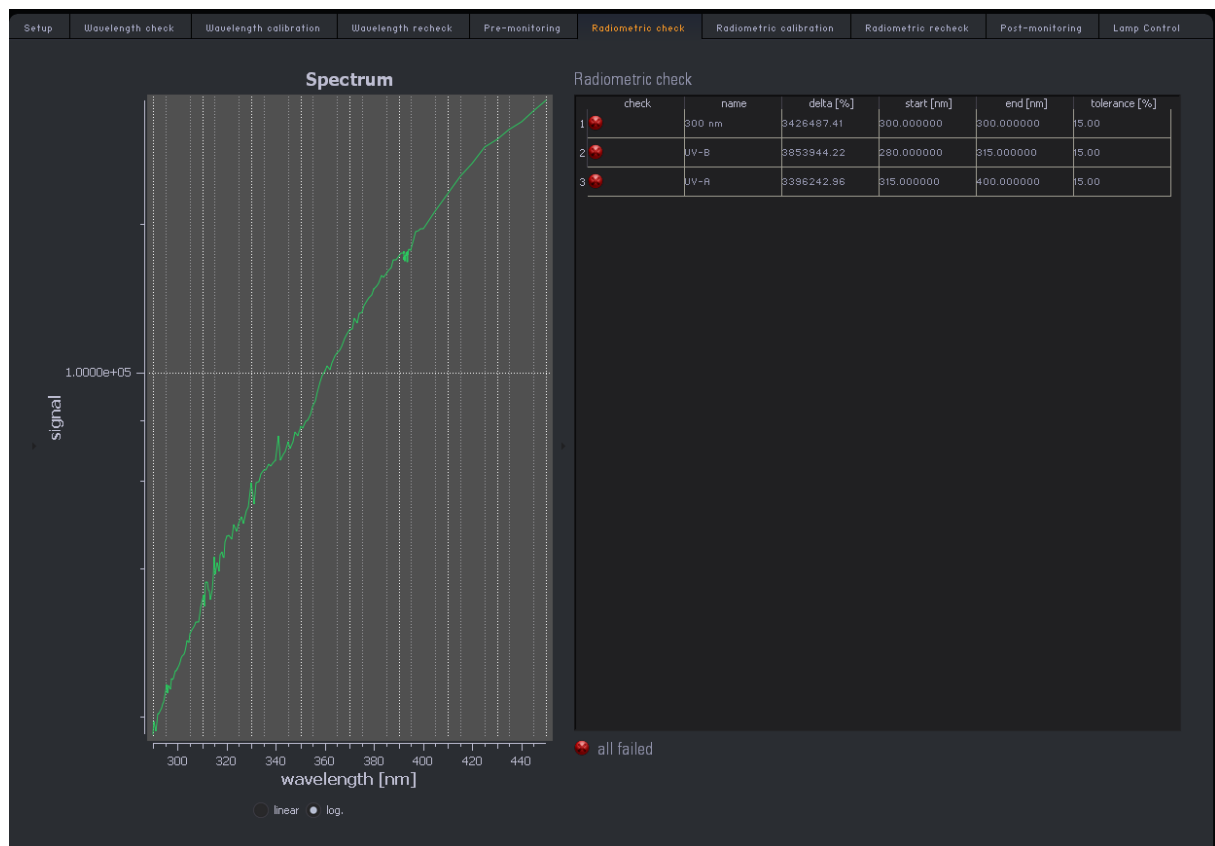 Setup Wavelength check Wavelength calibration Wavelength recheck Pre-monitoring Radiometric check Radiometric calibration Radiometric recheck Post-monitoring Lamp Control
Spectrum
1.0000e+05
signal
300 320 340 360 380 400 420 440
wavelength [nm]
linear log.
Radiometric check
check name delta [%] start [nm] end [nm] tolerance [%]
1 300 nm 3426487.41 300.000000 300.000000 15.00
2 UV-B 3853944.22 280.000000 315.000000 15.00
3 UV-A 3396242.96 315.000000 400.000000 15.00
all failed